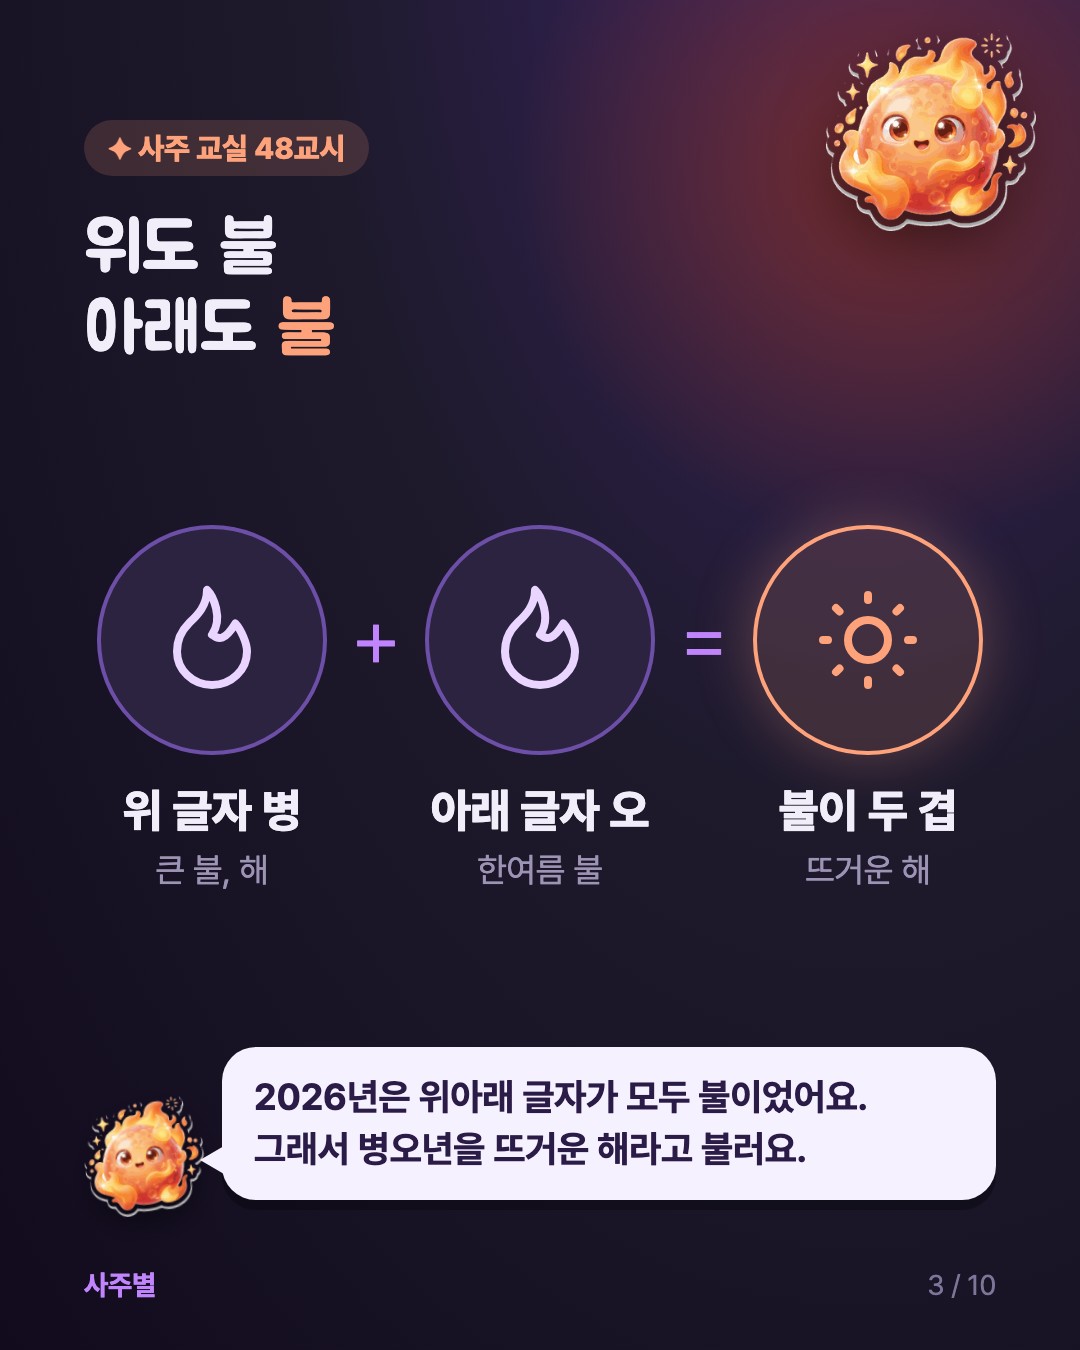 ✦ 사주 교실 48교시
위도 불
아래도 불
+
=
위 글자 병
아래 글자 오
불이 두 겹
큰 불, 해
한여름 불
뜨거운 해
2026년은 위아래 글자가 모두 불이었어요.
그래서 병오년을 뜨거운 해라고 불러요.
사주별
3 / 10